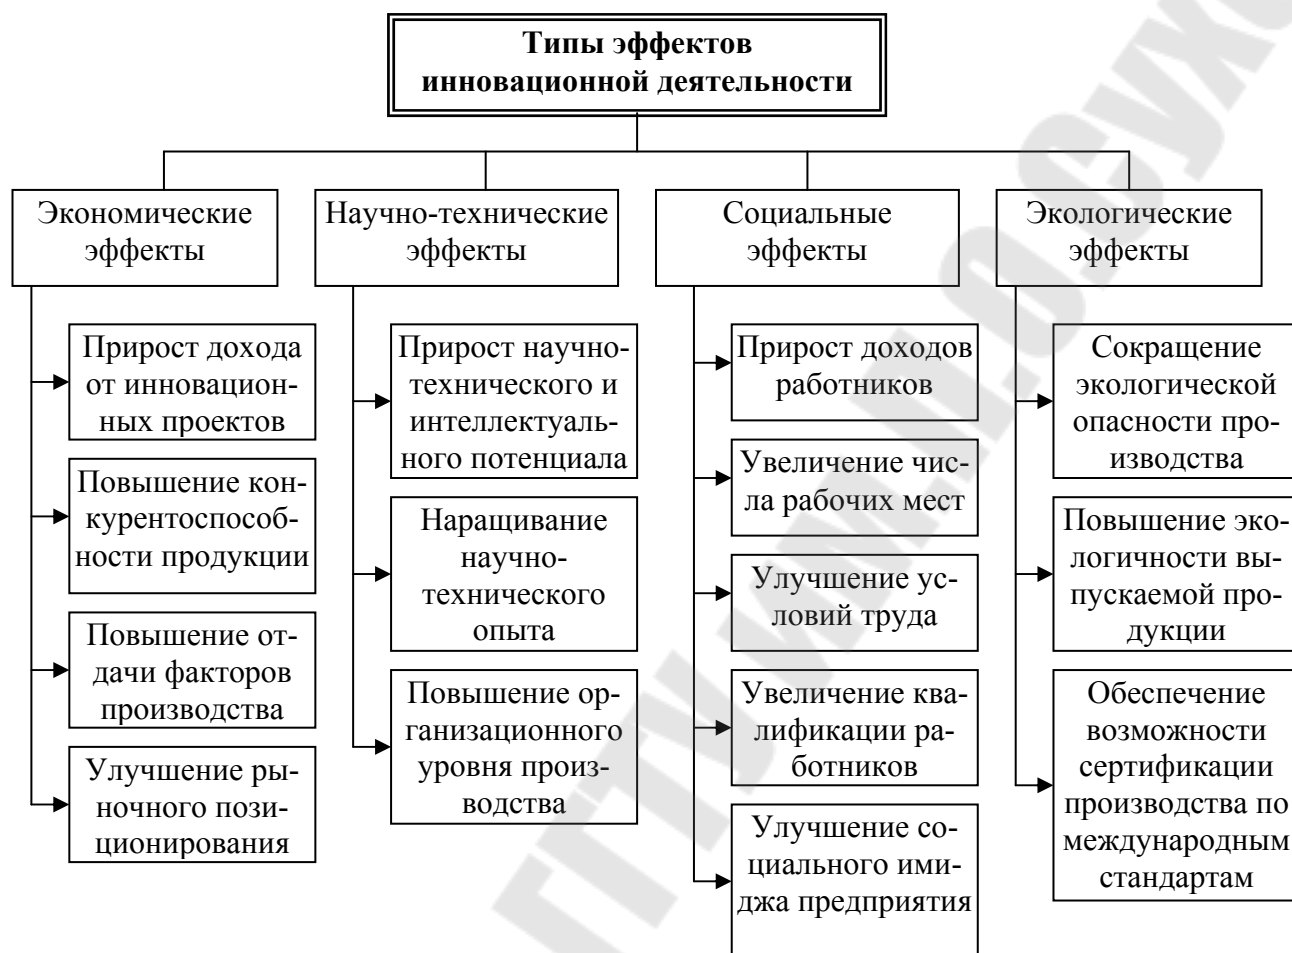 Типы эффектов
инновационной деятельности
Экономические
эффекты
Научно-технические
эффекты
Социальные
эффекты
Экологические
эффекты
Прирост дохода
от инновацион-
ных проектов
Повышение кон-
курентоспособ-
ности продукции
Повышение от-
дачи факторов
производства
Улучшение ры-
ночного пози-
ционирования
Прирост научно-
технического и
интеллектуаль-
ного потенциала
Наращивание
научно-
технического
опыта
Повышение ор-
ганизационного
уровня произ-
водства
Прирост доходов
работников
Увеличение чис-
ла рабочих мест
Улучшение ус-
ловий труда
Увеличение ква-
лификации ра-
ботников
Улучшение со-
циального ими-
джа предприятия
Сокращение
экологической
опасности про-
изводства
Повышение эко-
логичности вы-
пускаемой про-
дукции
Обеспечение
возможности
сертификации
производства по
международным
стандартам
ГГТУ им.П.О.